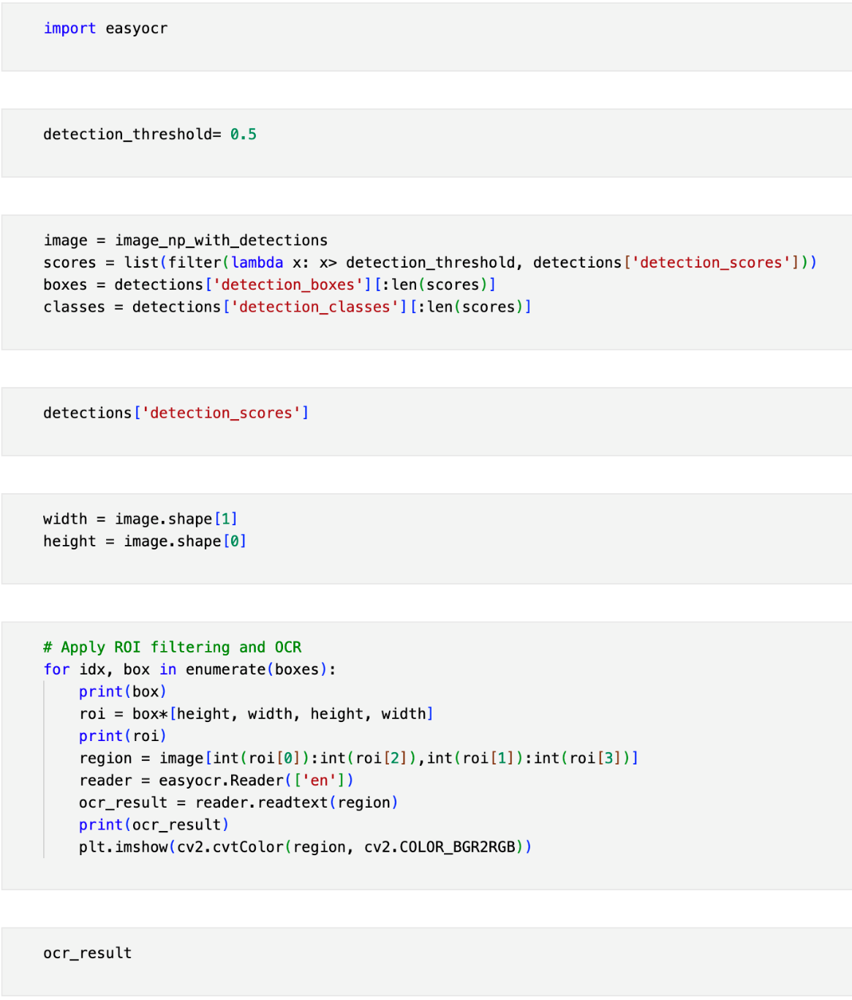 import easyocr
detection_threshold= 0.5
image = image_np_with_detections
scores = list(filter(lambda x: x> detection_threshold, detections['detection_scores']))
boxes = detections['detection_boxes'][:len(scores)]
classes = detections['detection_classes'][:len(scores)]
detections['detection_scores']
width = image.shape[1]
height = image.shape[0]
# Apply ROI filtering and OCR
for idx, box in enumerate(boxes):
    print(box)
    roi = box*[height, width, height, width]
    print(roi)
    region = image[int(roi[0]):int(roi[2]),int(roi[1]):int(roi[3])]
    reader = easyocr.Reader(['en'])
    ocr_result = reader.readtext(region)
    print(ocr_result)
    plt.imshow(cv2.cvtColor(region, cv2.COLOR_BGR2RGB))
ocr_result